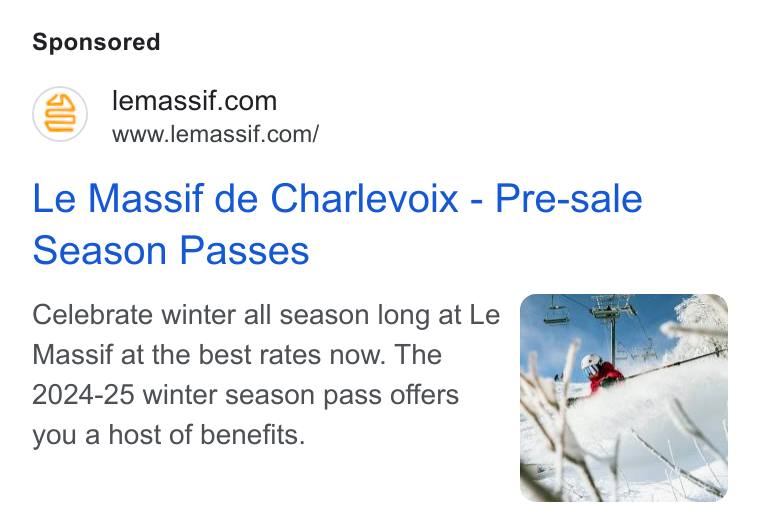 Sponsored
lemassif.com
www.lemassif.com/
Le Massif de Charlevoix - Pre-sale
Season Passes
Celebrate winter all season long at Le
Massif at the best rates now. The
2024-25 winter season pass offers
you a host of benefits.